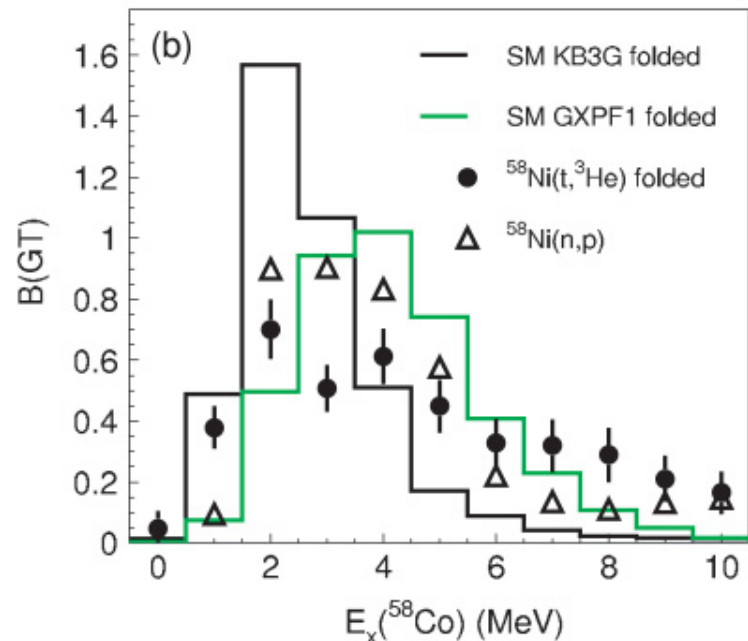 (b)
SM KB3G folded
SM GXPF1 folded
⁵⁸Ni(t,³He) folded
⁵⁸Ni(n,p)
B(GT)
1.6
1.4
1.2
1
0.8
0.6
0.4
0.2
0
0 2 4 6 8 10
Eₓ(⁵⁸Co) (MeV)